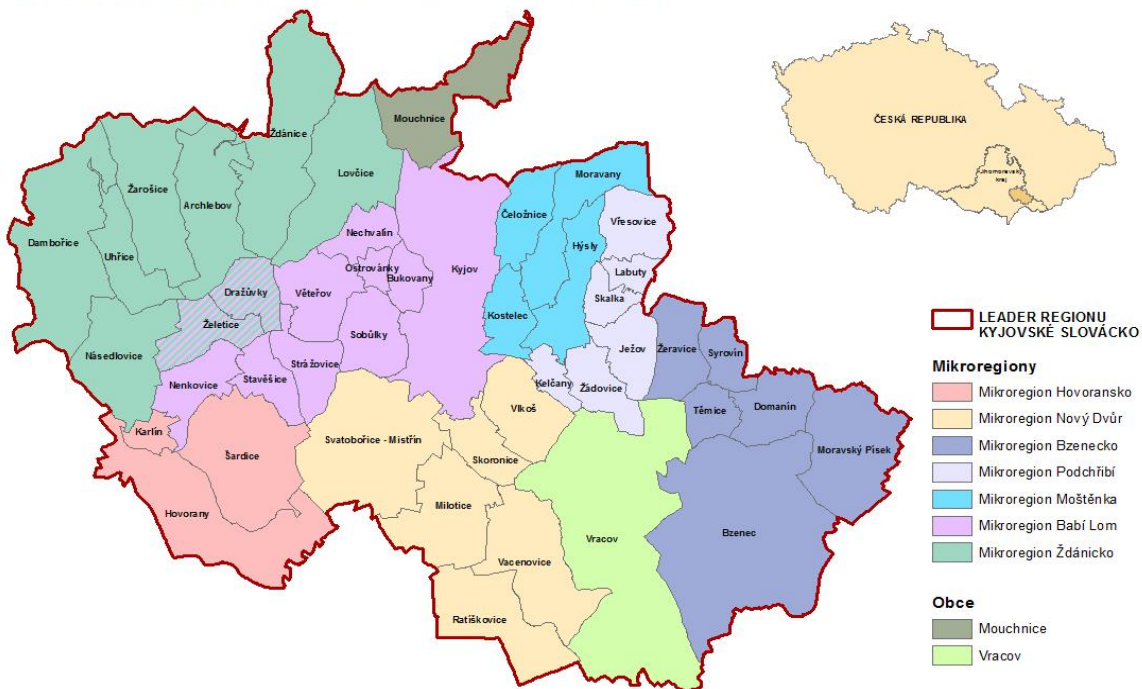 Mouchnice
Ždánice
Lovčice
Žarošice
Archlebov
Dambořice
Uhřice
Moravany
Čeložnice
Vřesovice
Hýsly
Nechvalín
Ostrovánky
Bukovany
Kyjov
Labuty
Skalka
Dražůvky
Věteřov
Želetice
Kostelec
Sobůlky
Násedlovice
Strážovice
Ježov
Žeravice
Syrovín
Nenkovice
Stavěšice
Kelčany
Žádovice
Vlkoš
Těmice
Domanín
Karlín
Svatobořice - Mistřín
Šardice
Skoronice
Moravský Písek
Hovorany
Milotice
Vracov
Bzenec
Vacenovice
Ratíškovice
ČESKÁ REPUBLIKA
Jihomoravský
kraj
LEADER REGIONU
KYJOVSKÉ SLOVÁCKO
Mikroregiony
Mikroregion Hovoransko
Mikroregion Nový Dvůr
Mikroregion Bzenecko
Mikroregion Podchřibí
Mikroregion Moštěnka
Mikroregion Babí Lom
Mikroregion Ždánicko
Obce
Mouchnice
Vracov